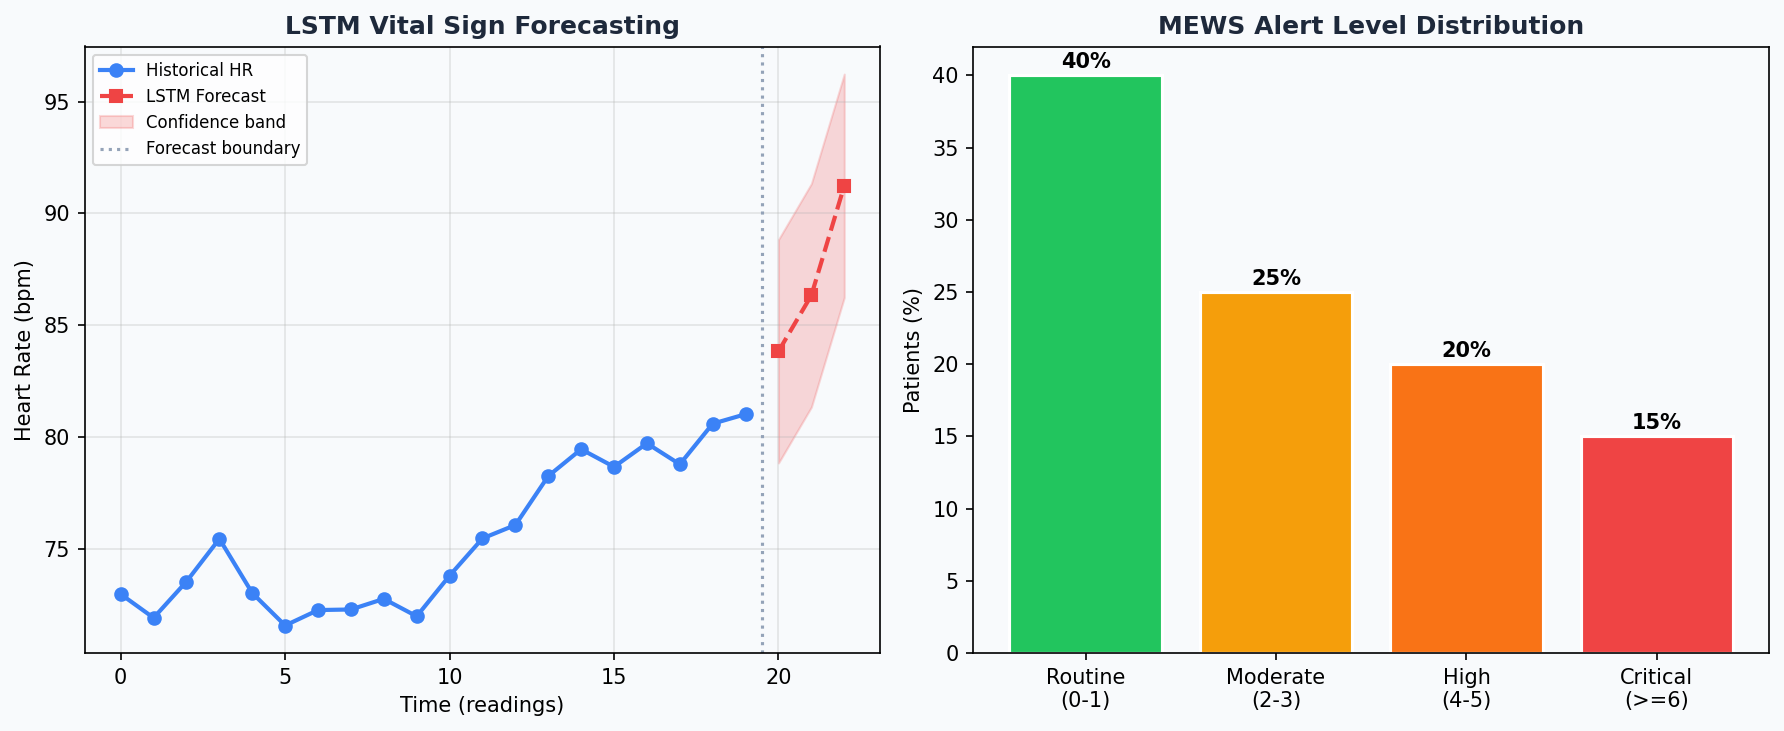 LSTM Vital Sign Forecasting
Historical HR
LSTM Forecast
Confidence band
Forecast boundary
Heart Rate (bpm)
95
90
85
80
75
0 5 10 15 20
Time (readings)
MEWS Alert Level Distribution
Patients (%)
40
35
30
25
20
15
10
5
0
40%
25%
20%
15%
Routine Moderate High Critical
(0-1) (2-3) (4-5) (>=6)